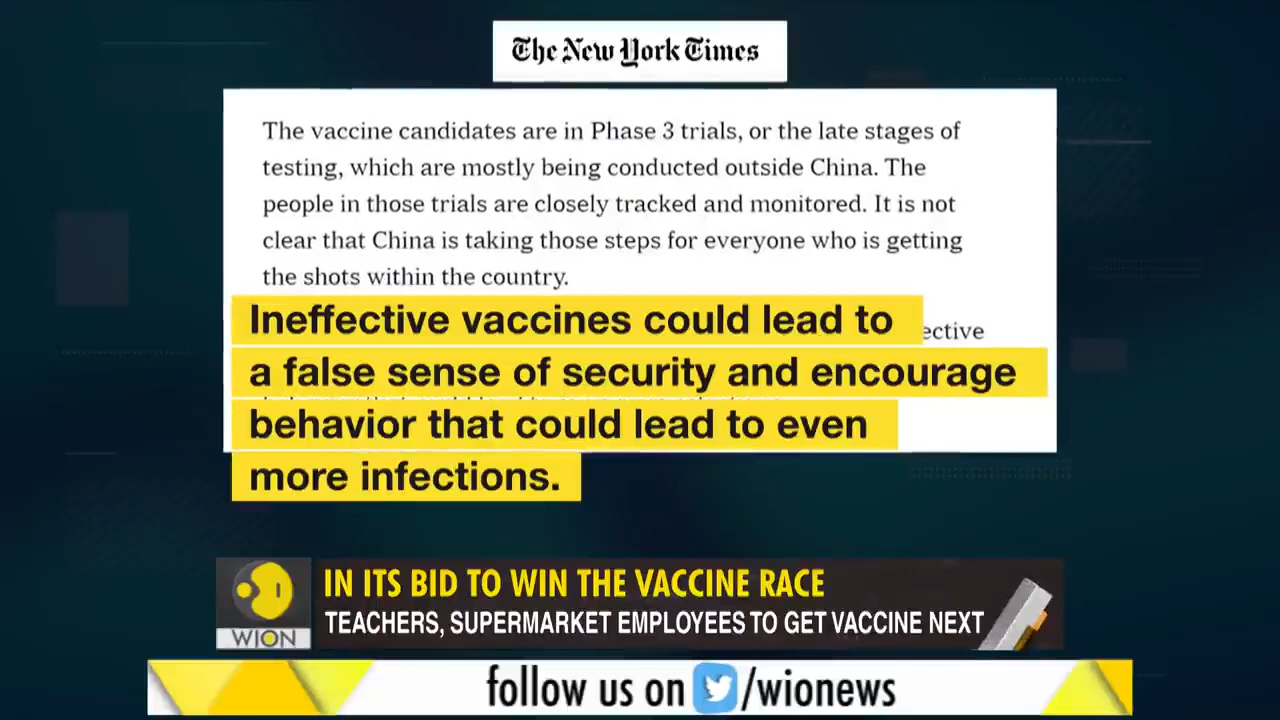 The New York Times
The vaccine candidates are in Phase 3 trials, or the late stages of
testing, which are mostly being conducted outside China. The
people in those trials are closely tracked and monitored. It is not
clear that China is taking those steps for everyone who is getting
the shots within the country.
ective
Ineffective vaccines could lead to
a false sense of security and encourage
behavior that could lead to even
more infections.
IN ITS BID TO WIN THE VACCINE RACE
TEACHERS, SUPERMARKET EMPLOYEES TO GET VACCINE NEXT
WION
follow us on /wionews